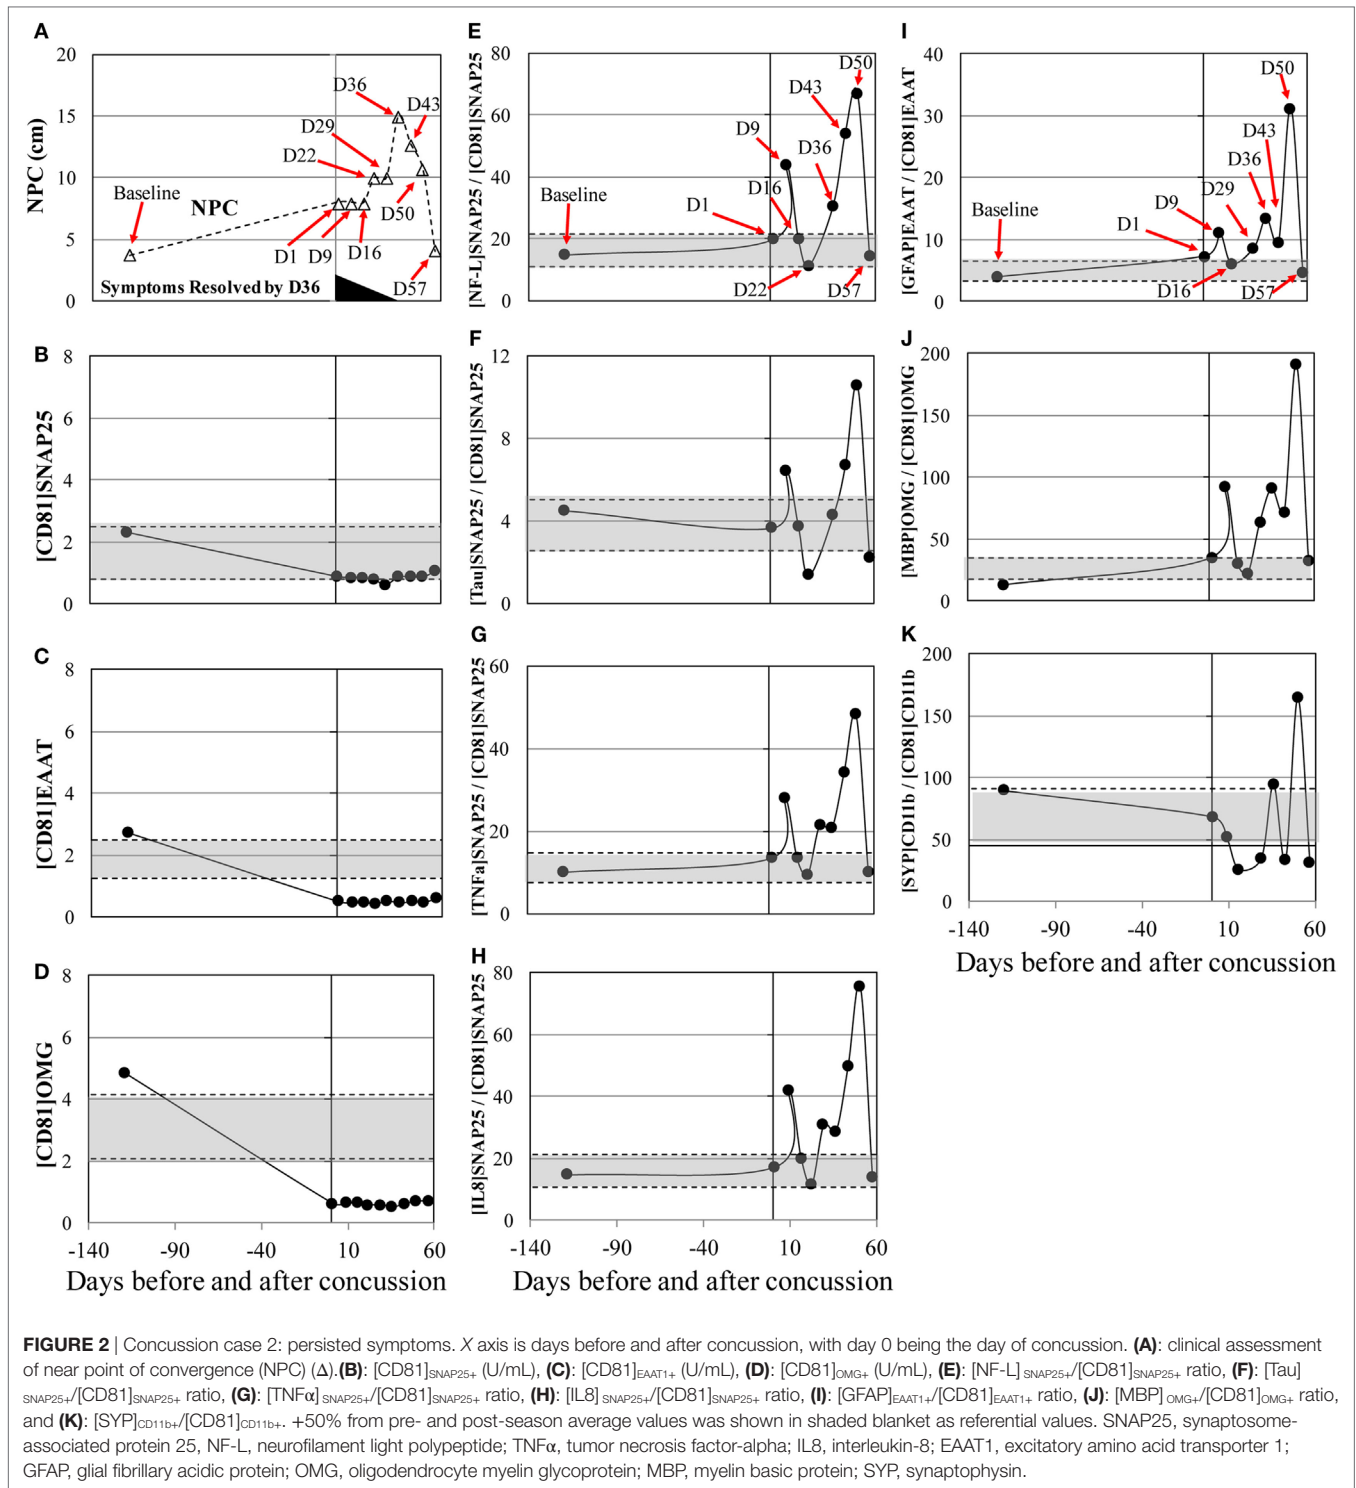 A
20
15
10
5
0
NPC (cm)
D36
D43
D29
D22
Baseline
NPC
D50
D1
D9
D16
D57
Symptoms Resolved by D36
B
8
6
4
2
0
[CD81]SNAP25
C
8
6
4
2
0
[CD81]EAAT
D
8
6
4
2
0
[CD81]OMG
-140
-90
-40
10
60
Days before and after concussion
E
80
60
40
20
0
[NF-L]SNAP25 / [CD81]SNAP25
D50
D43
D9
D36
D16
Baseline
D1
D22
D57
F
12
8
4
0
[Tau]SNAP25 / [CD81]SNAP25
G
60
40
20
0
[TNFa]SNAP25 / [CD81]SNAP25
H
80
60
40
20
0
[IL8]SNAP25 / [CD81]SNAP25
-140
-90
-40
10
60
Days before and after concussion
I
40
30
20
10
0
[GFAP]EAAT / [CD81]EAAT
D50
D43
D36
D29
D9
Baseline
D1
D16
D57
J
200
150
100
50
0
[MBP]OMG / [CD81]OMG
K
200
150
100
50
0
[SYP]CD11b / [CD81]CD11b
-140
-90
-40
10
60
Days before and after concussion
FIGURE 2 | Concussion case 2: persisted symptoms. X axis is days before and after concussion, with day 0 being the day of concussion. (A): clinical assessment
of near point of convergence (NPC) (Δ).(B): [CD81]SNAP25+ (U/mL), (C): [CD81]EAAT1+ (U/mL), (D): [CD81]OMG+ (U/mL), (E): [NF-L]SNAP25+/[CD81]SNAP25+ ratio, (F): [Tau]
SNAP25+/[CD81]SNAP25+ ratio, (G): [TNFα] SNAP25+/[CD81]SNAP25+ ratio, (H): [IL8] SNAP25+/[CD81]SNAP25+ ratio, (I): [GFAP]EAAT1+/[CD81]EAAT1+ ratio, (J): [MBP] OMG+/[CD81]OMG+ ratio,
and (K): [SYP]CD11b+/[CD81]CD11b+. +50% from pre- and post-season average values was shown in shaded blanket as referential values. SNAP25, synaptosome-
associated protein 25, NF-L, neurofilament light polypeptide; TNFα, tumor necrosis factor-alpha; IL8, interleukin-8; EAAT1, excitatory amino acid transporter 1;
GFAP, glial fibrillary acidic protein; OMG, oligodendrocyte myelin glycoprotein; MBP, myelin basic protein; SYP, synaptophysin.